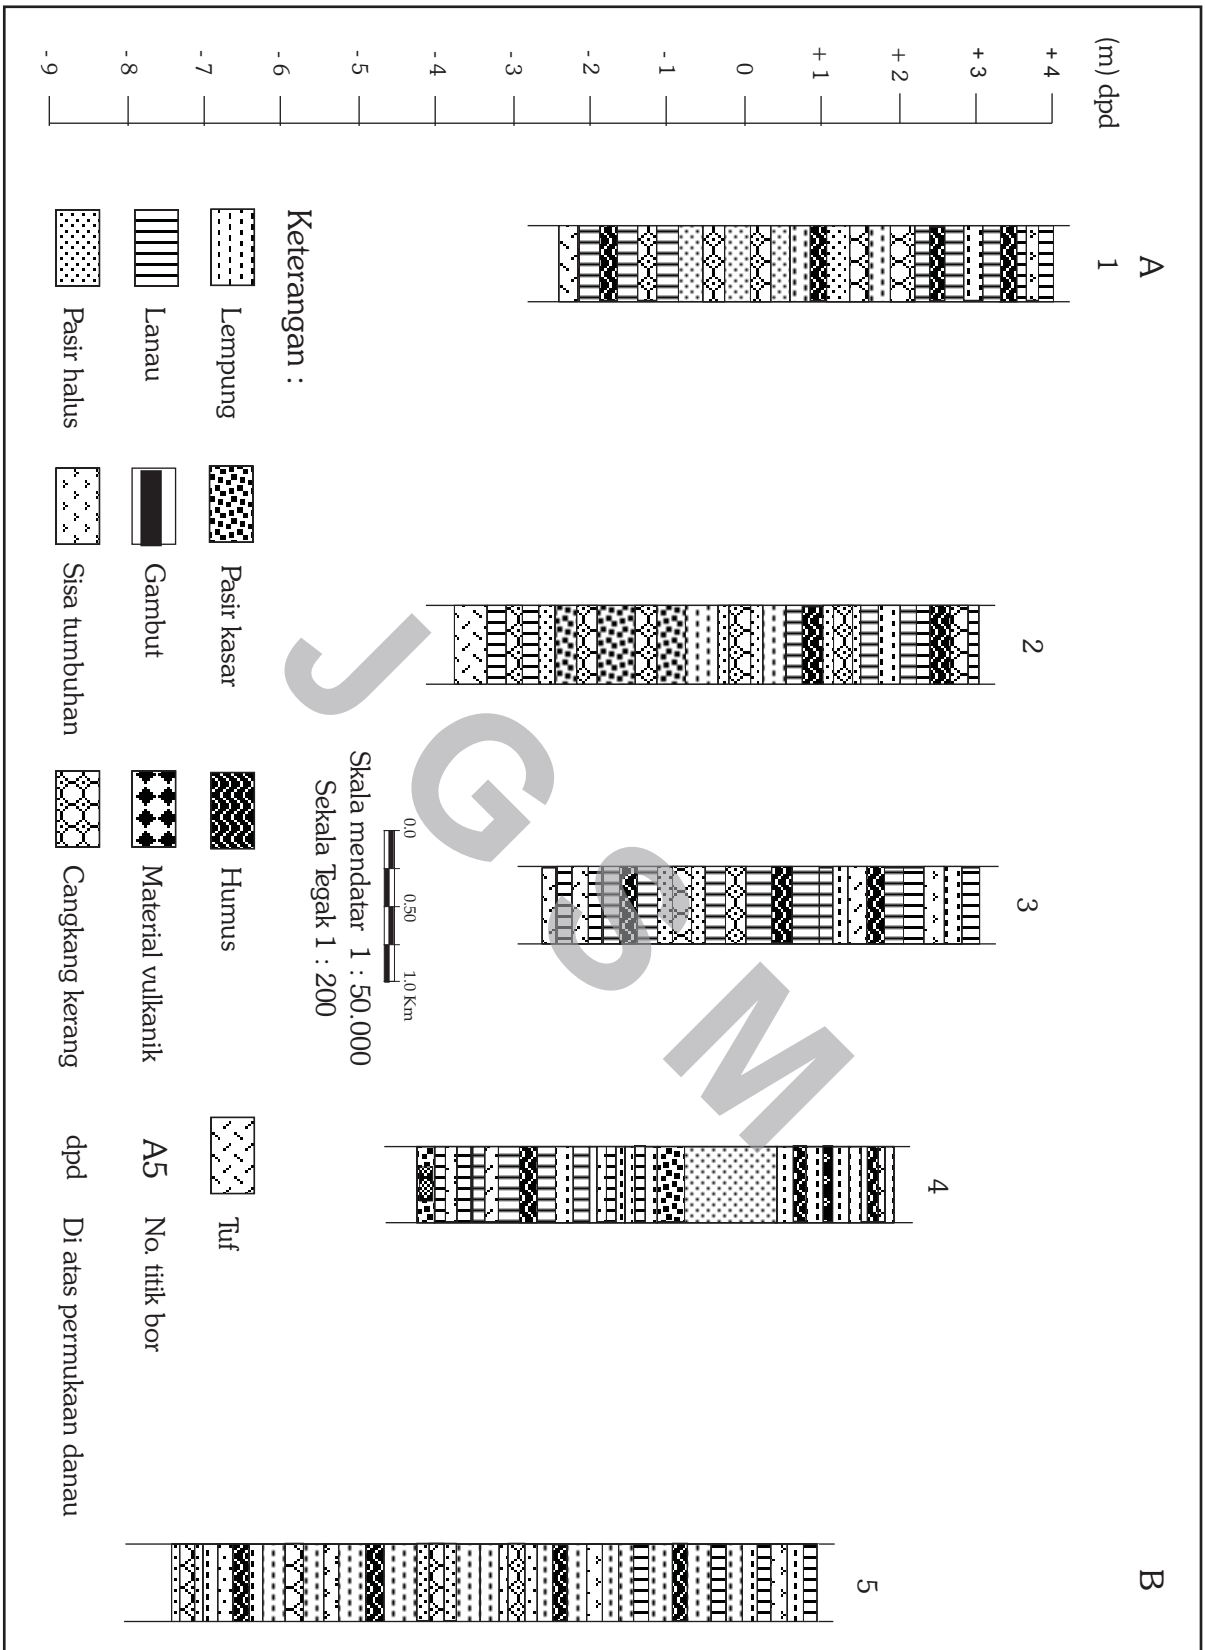 A
B
(m) dpd
+ 4
+ 3
+ 2
+ 1
0
- 1
- 2
- 3
- 4
- 5
- 6
- 7
- 8
- 9
1
2
3
4
5
JGSM
0.0
0.50
1.0 Km
Skala mendatar 1 : 50.000
Sekala Tegak 1 : 200
Keterangan :
Lempung
Pasir kasar
Humus
Tuf
Lanau
Gambut
Material vulkanik
A5 No. titik bor
Pasir halus
Sisa tumbuhan
Cangkang kerang
dpd Di atas permukaan danau